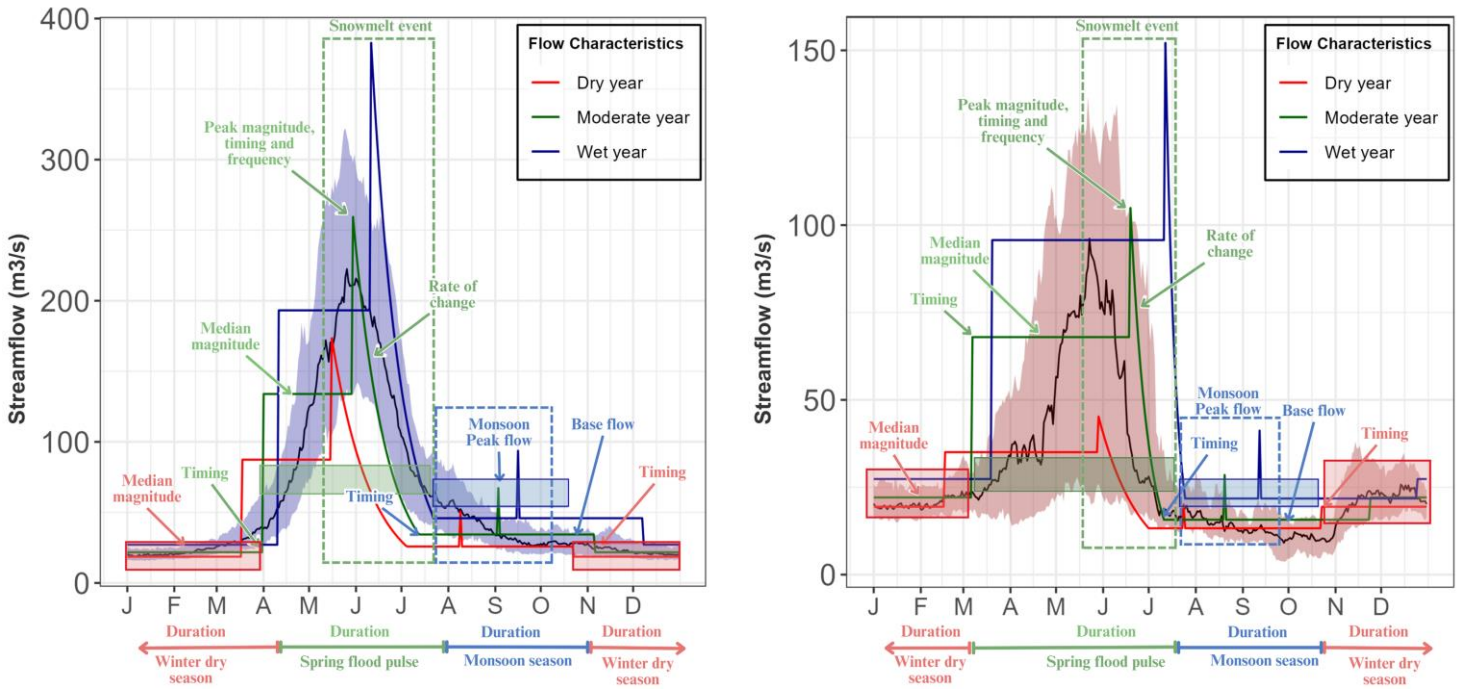 Snowmelt event
Flow Characteristics
Dry year
Moderate year
Wet year
Peak magnitude,
timing and
frequency
Rate of
change
Median
magnitude
Monsoon
Peak flow
Base flow
Median
magnitude
Timing
Timing
Timing
Streamflow (m3/s)
400
300
200
100
0
J F M A M J J A S O N D
Duration Duration Duration Duration
Winter dry
season
Spring flood pulse
Monsoon season
Winter dry
season
Snowmelt event
Flow Characteristics
Dry year
Moderate year
Wet year
Peak magnitude,
timing and
frequency
Median
magnitude
Rate of
change
Timing
Monsoon
Peak flow
Base flow
Median
magnitude
Timing
Timing
Streamflow (m3/s)
150
100
50
0
J F M A M J J A S O N D
Duration Duration Duration Duration
Winter dry
season
Spring flood pulse
Monsoon season
Winter dry
season